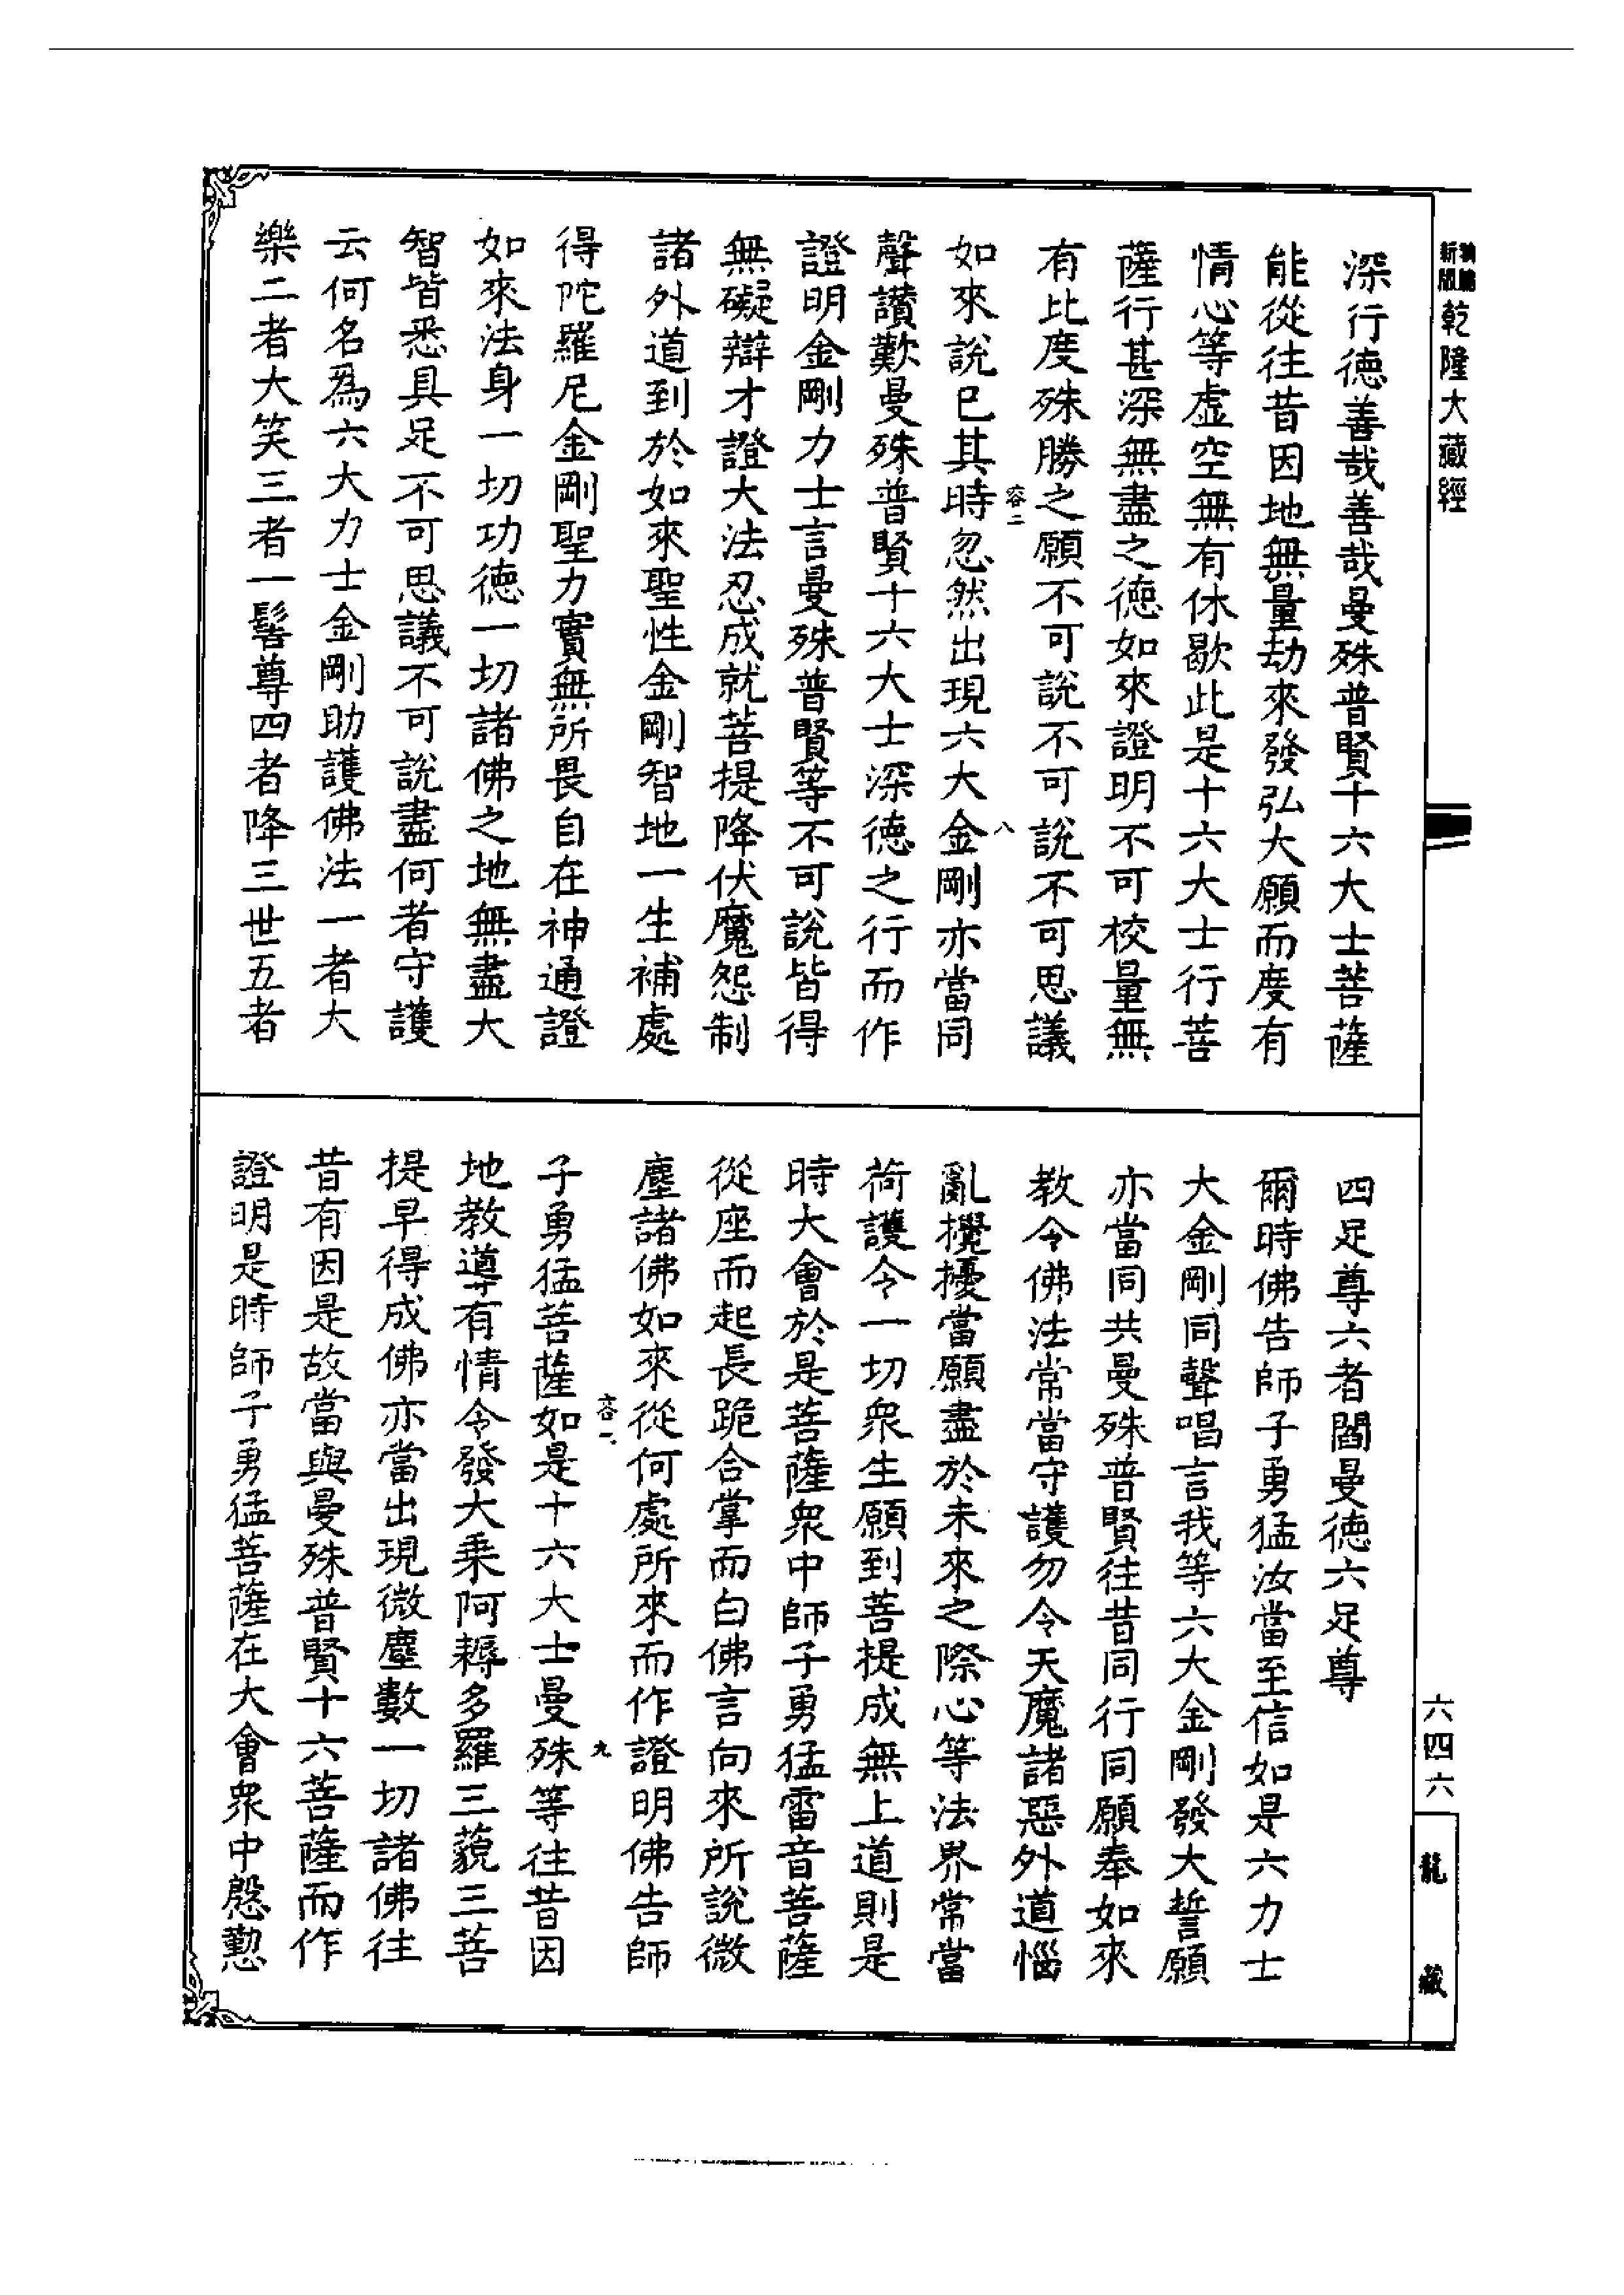 新版
乾隆大藏經
深行德善哉善哉曼殊普賢十六大士菩薩
能從往昔因地無量劫來發弘大願而度有
情心等虛空無有休歇此是十六大士行菩
薩行甚深無盡之德如來證明不可校量無
有比度殊勝之願不可說不可說不可思議
容二
八
如來說已其時忽然出現六大金剛亦當同
聲讚歎曼殊普賢十六大士深德之行而作
證明金剛力士言曼殊普賢等不可說皆得
無礙辯才證大法忍成就菩提降伏魔怨制
諸外道到於如來聖性金剛智地一生補處
得陀羅尼金剛聖力實無所畏自在神通證
如來法身一切功德一切諸佛之地無盡大
智皆悉具足不可思議不可說盡何者守護
云何名為六大力士金剛助護佛法一者大
樂二者大笑三者一髻尊四者降三世五者
四足尊六者閻曼德六足尊
爾時佛告師子勇猛汝當至信如是六力士
大金剛同聲唱言我等六大金剛發大誓願
亦當同共曼殊普賢往昔同行同願奉如來
教令佛法常當守護勿令天魔諸惡外道惱
亂攪擾當願盡於未來之際心等法界常當
荷護令一切眾生願到菩提成無上道則是
時大會於是菩薩眾中師子勇猛雷音菩薩
從座而起長跪合掌而白佛言向來所說微
塵諸佛如來從何處所來而作證明佛告師
九
子勇猛菩薩如是十六大士曼殊等往昔因
地教導有情令發大乘阿耨多羅三藐三菩
提早得成佛亦當出現微塵數一切諸佛往
昔有因是故當與曼殊普賢十六菩薩而作
證明是時師子勇猛菩薩在大會眾中慇懃
六四六
龍藏